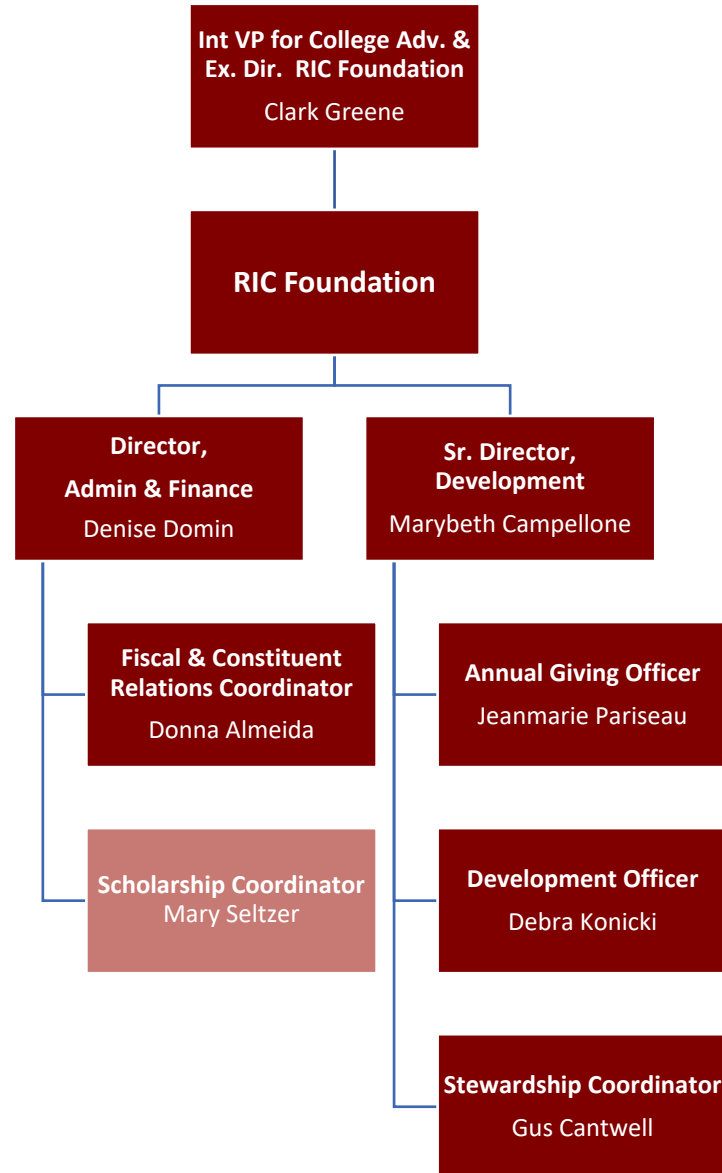 Int VP for College Adv. &
Ex. Dir. RIC Foundation
Clark Greene
RIC Foundation
Director,
Admin & Finance
Denise Domin
Sr. Director,
Development
Marybeth Campellone
Fiscal & Constituent
Relations Coordinator
Donna Almeida
Annual Giving Officer
Jeanmarie Pariseau
Scholarship Coordinator
Mary Seltzer
Development Officer
Debra Konicki
Stewardship Coordinator
Gus Cantwell